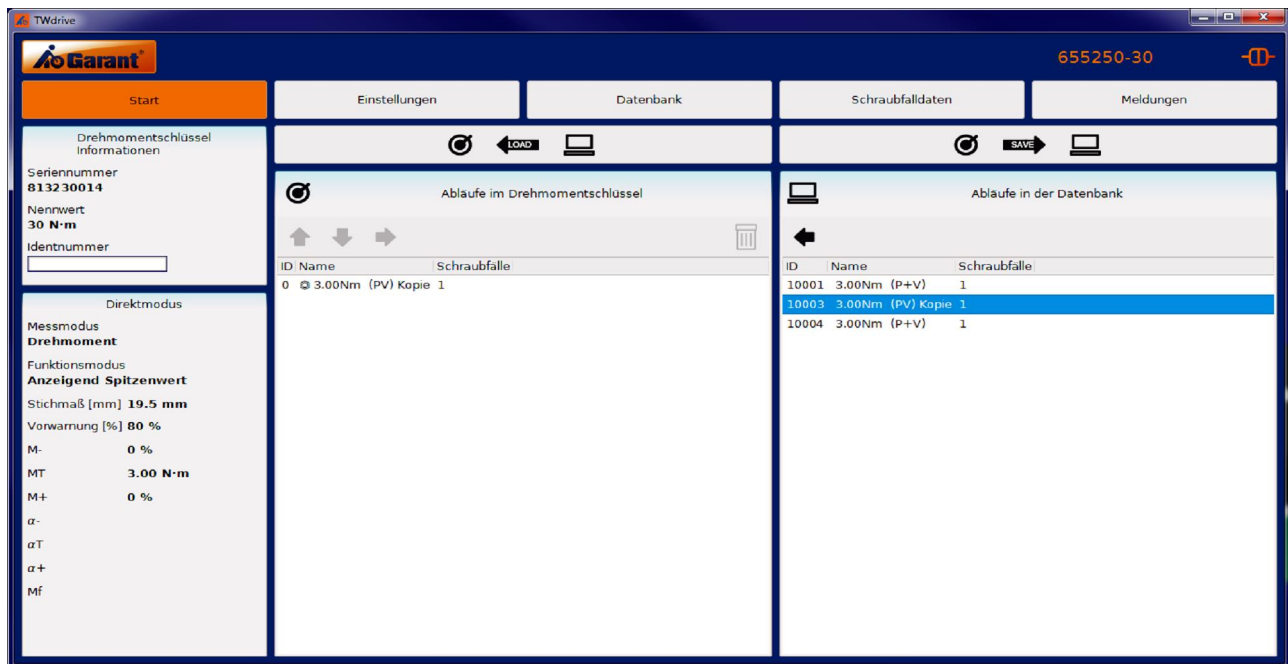 TWdrive
Garant
655250-30
Start
Einstellungen
Datenbank
Schraubfalldaten
Meldungen
Drehmomentschlüssel
Informationen
Seriennummer
813230014
Nennwert
30 N·m
Identnummer
Direktmodus
Messmodus
Drehmoment
Funktionsmodus
Anzeigend Spitzenwert
Stichmaß [mm] 19.5 mm
Vorwarnung [%] 80 %
M- 0 %
MT 3.00 N·m
M+ 0 %
α-
αT
α+
Mf
LOAD
Abläufe im Drehmomentschlüssel
ID Name Schraubfälle
0 3.00Nm (PV) Kopie 1
SAVE
Abläufe in der Datenbank
ID Name Schraubfälle
10001 3.00Nm (P+V) 1
10003 3.00Nm (PV) Kopie 1
10004 3.00Nm (P+V) 1